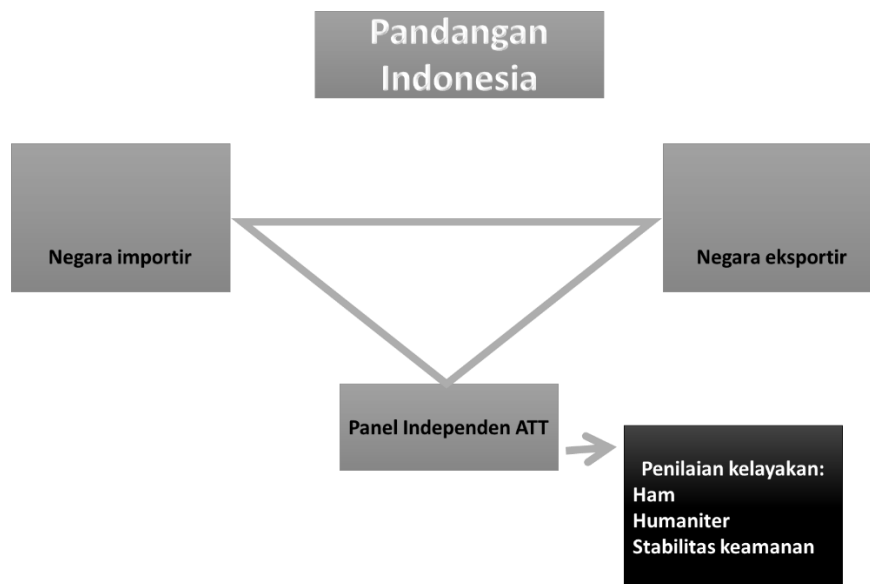 Pandangan
Indonesia
Negara importir
Negara eksportir
Panel Independen ATT
Penilaian kelayakan:
Ham
Humaniter
Stabilitas keamanan